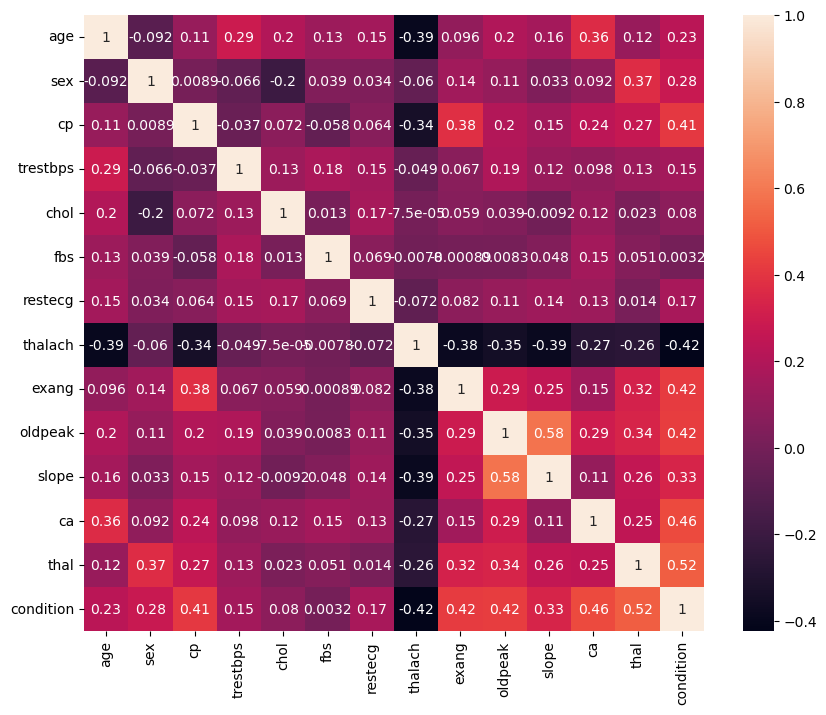 age 1 -0.092 0.11 0.29 0.2 0.13 0.15 -0.39 0.096 0.2 0.16 0.36 0.12 0.23
sex -0.092 1 0.0089 -0.066 -0.2 0.039 0.034 -0.06 0.14 0.11 0.033 0.092 0.37 0.28
cp 0.11 0.0089 1 -0.037 0.072 -0.058 0.064 -0.34 0.38 0.2 0.15 0.24 0.27 0.41
trestbps 0.29 -0.066 -0.037 1 0.13 0.18 0.15 -0.049 0.067 0.19 0.12 0.098 0.13 0.15
chol 0.2 -0.2 0.072 0.13 1 0.013 0.17 -7.5e-05 0.059 0.039 -0.0092 0.12 0.023 0.08
fbs 0.13 0.039 -0.058 0.18 0.013 1 0.069 -0.0078 -0.00089 0.0083 0.048 0.15 0.051 0.0032
restecg 0.15 0.034 0.064 0.15 0.17 0.069 1 -0.072 0.082 0.11 0.14 0.13 0.014 0.17
thalach -0.39 -0.06 -0.34 -0.049 -7.5e-05 -0.0078 -0.072 1 -0.38 -0.35 -0.39 -0.27 -0.26 -0.42
exang 0.096 0.14 0.38 0.067 0.059 -0.00089 0.082 -0.38 1 0.29 0.25 0.15 0.32 0.42
oldpeak 0.2 0.11 0.2 0.19 0.039 0.0083 0.11 -0.35 0.29 1 0.58 0.29 0.34 0.42
slope 0.16 0.033 0.15 0.12 -0.0092 0.048 0.14 -0.39 0.25 0.58 1 0.11 0.26 0.33
ca 0.36 0.092 0.24 0.098 0.12 0.15 0.13 -0.27 0.15 0.29 0.11 1 0.25 0.46
thal 0.12 0.37 0.27 0.13 0.023 0.051 0.014 -0.26 0.32 0.34 0.26 0.25 1 0.52
condition 0.23 0.28 0.41 0.15 0.08 0.0032 0.17 -0.42 0.42 0.42 0.33 0.46 0.52 1
age sex cp trestbps chol fbs restecg thalach exang oldpeak slope ca thal condition
1.0
0.8
0.6
0.4
0.2
0.0
−0.2
−0.4